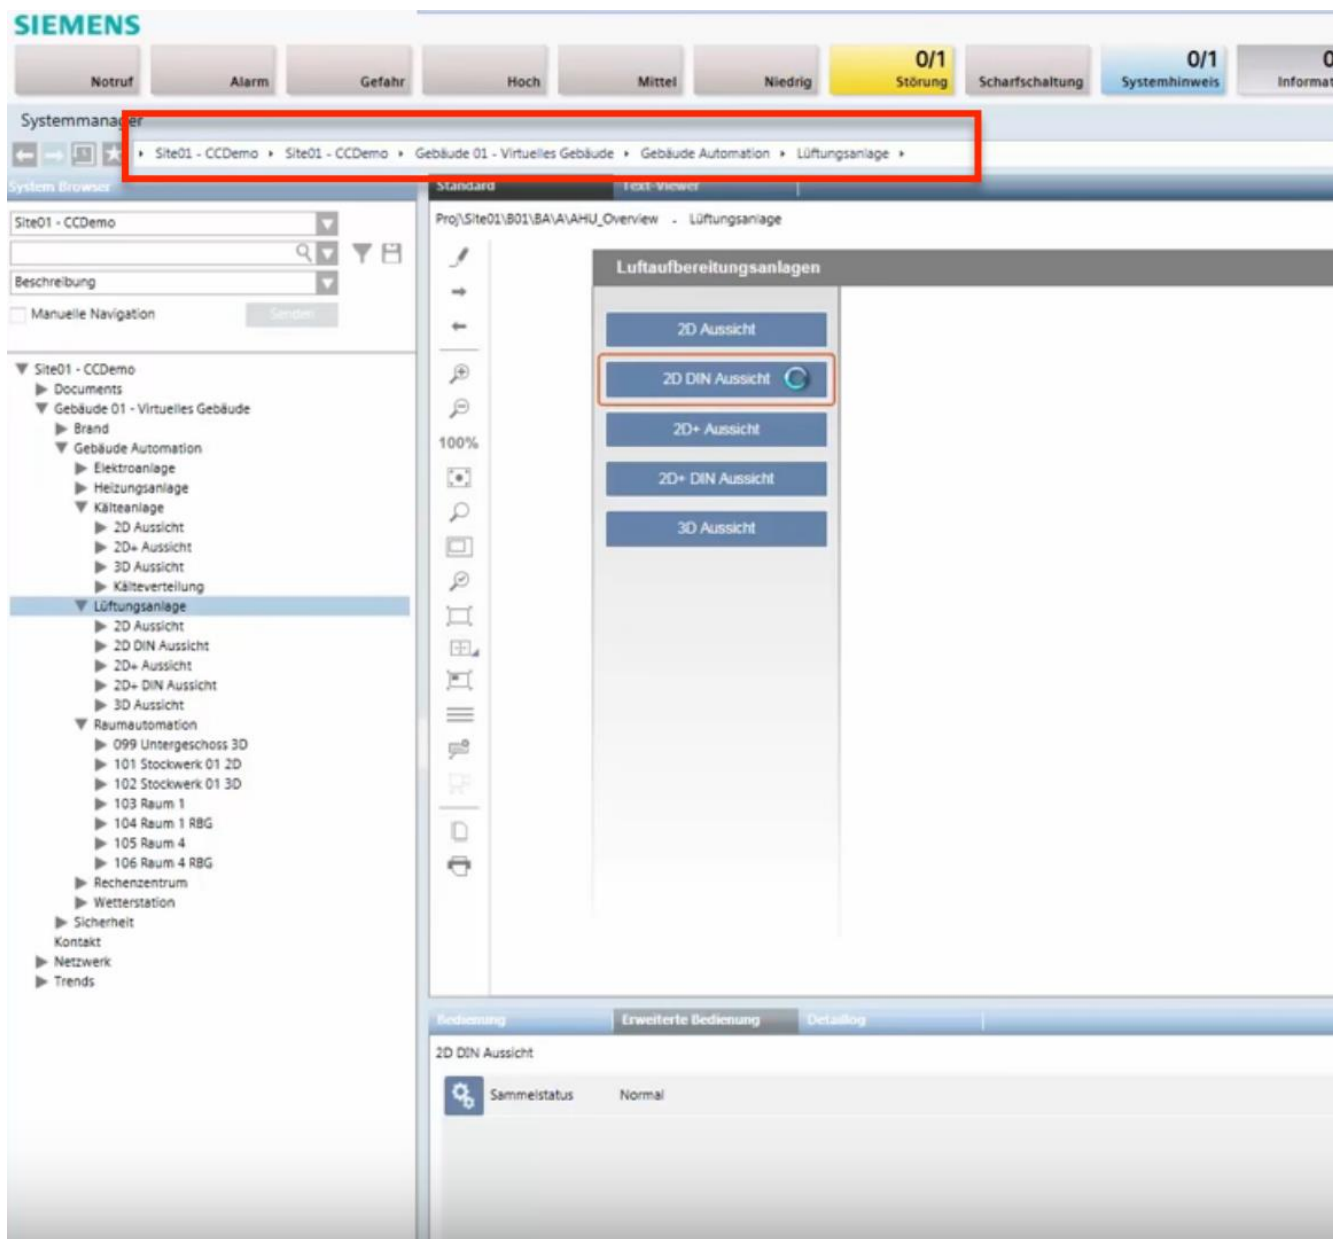 SIEMENS
0/1 0/1 0
Notruf Alarm Gefahr Hoch Mittel Niedrig Störung Scharfschaltung Systemhinweis Informat
Systemmanager
Site01 - CCDemo Site01 - CCDemo Gebäude 01 - Virtuelles Gebäude Gebäude Automation Lüftungsanlage
System Browser
Site01 - CCDemo
Beschreibung
Manuelle Navigation Senden
Site01 - CCDemo
Documents
Gebäude 01 - Virtuelles Gebäude
Brand
Gebäude Automation
Elektroanlage
Heizungsanlage
Kälteanlage
2D Aussicht
2D+ Aussicht
3D Aussicht
Kälteverteilung
Lüftungsanlage
2D Aussicht
2D DIN Aussicht
2D+ Aussicht
2D+ DIN Aussicht
3D Aussicht
Raumautomation
099 Untergeschoss 3D
101 Stockwerk 01 2D
102 Stockwerk 01 3D
103 Raum 1
104 Raum 1 RBG
105 Raum 4
106 Raum 4 RBG
Rechenzentrum
Wetterstation
Sicherheit
Kontakt
Netzwerk
Trends
Standard Text-Viewer
Proj\Site01\B01\BA\A\AHU_Overview - Lüftungsanlage
100%
Luftaufbereitungsanlagen
2D Aussicht
2D DIN Aussicht
2D+ Aussicht
2D+ DIN Aussicht
3D Aussicht
Bedienung Erweiterte Bedienung Detaillog
2D DIN Aussicht
Sammelstatus Normal